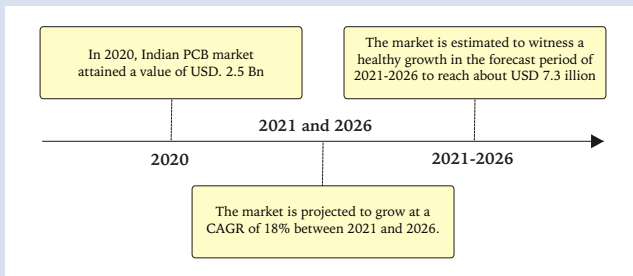 In 2020, Indian PCB market
attained a value of USD. 2.5 Bn
The market is estimated to witness a
healthy growth in the forecast period of
2021-2026 to reach about USD 7.3 illion
2021 and 2026
2020
2021-2026
The market is projected to grow at a
CAGR of 18% between 2021 and 2026.